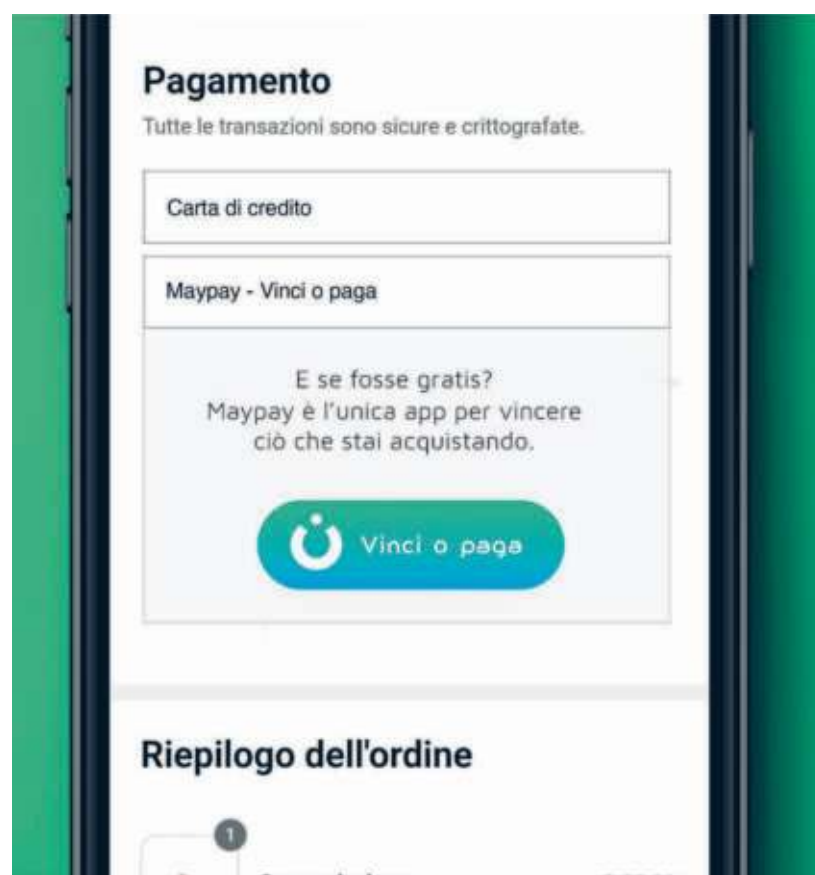 Pagamento
Tutte le transazioni sono sicure e crittografate.
Carta di credito
Maypay - Vinci o paga
E se fosse gratis?
Maypay è l'unica app per vincere
ciò che stai acquistando.
Vinci o paga
Riepilogo dell'ordine
1